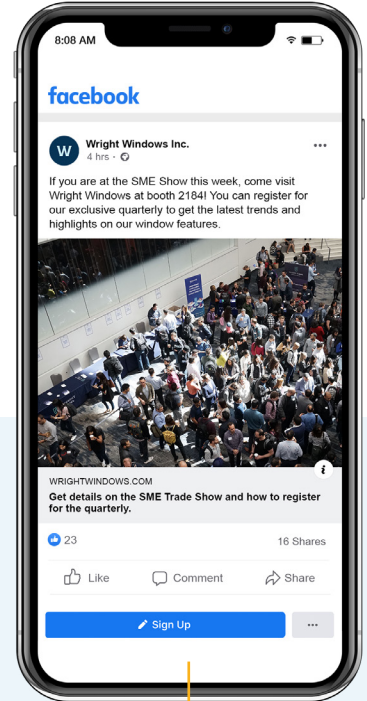 8:08 AM
facebook
W
Wright Windows Inc.
4 hrs ·
If you are at the SME Show this week, come visit
Wright Windows at booth 2184! You can register for
our exclusive quarterly to get the latest trends and
highlights on our window features.
i
WRIGHTWINDOWS.COM
Get details on the SME Trade Show and how to register
for the quarterly.
23
16 Shares
Like
Comment
Share
Sign Up